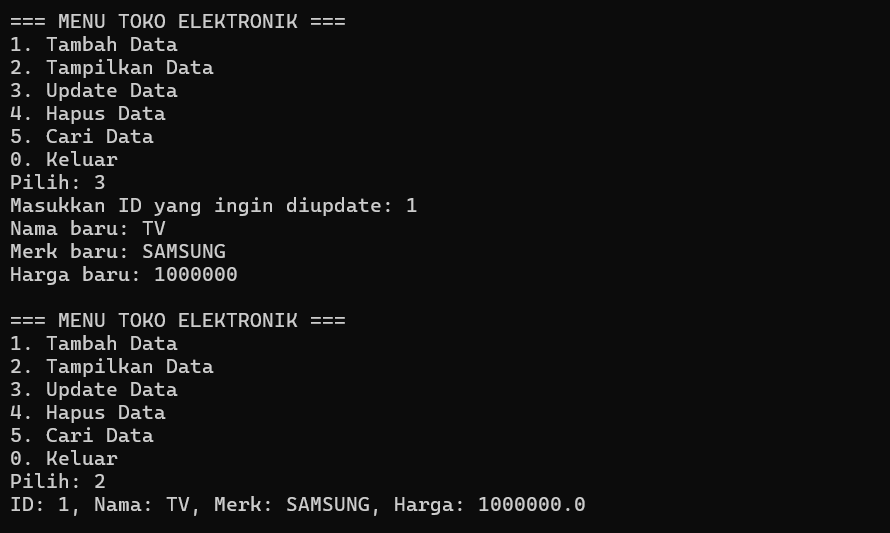 === MENU TOKO ELEKTRONIK ===
1. Tambah Data
2. Tampilkan Data
3. Update Data
4. Hapus Data
5. Cari Data
0. Keluar
Pilih: 3
Masukkan ID yang ingin diupdate: 1
Nama baru: TV
Merk baru: SAMSUNG
Harga baru: 1000000

=== MENU TOKO ELEKTRONIK ===
1. Tambah Data
2. Tampilkan Data
3. Update Data
4. Hapus Data
5. Cari Data
0. Keluar
Pilih: 2
ID: 1, Nama: TV, Merk: SAMSUNG, Harga: 1000000.0